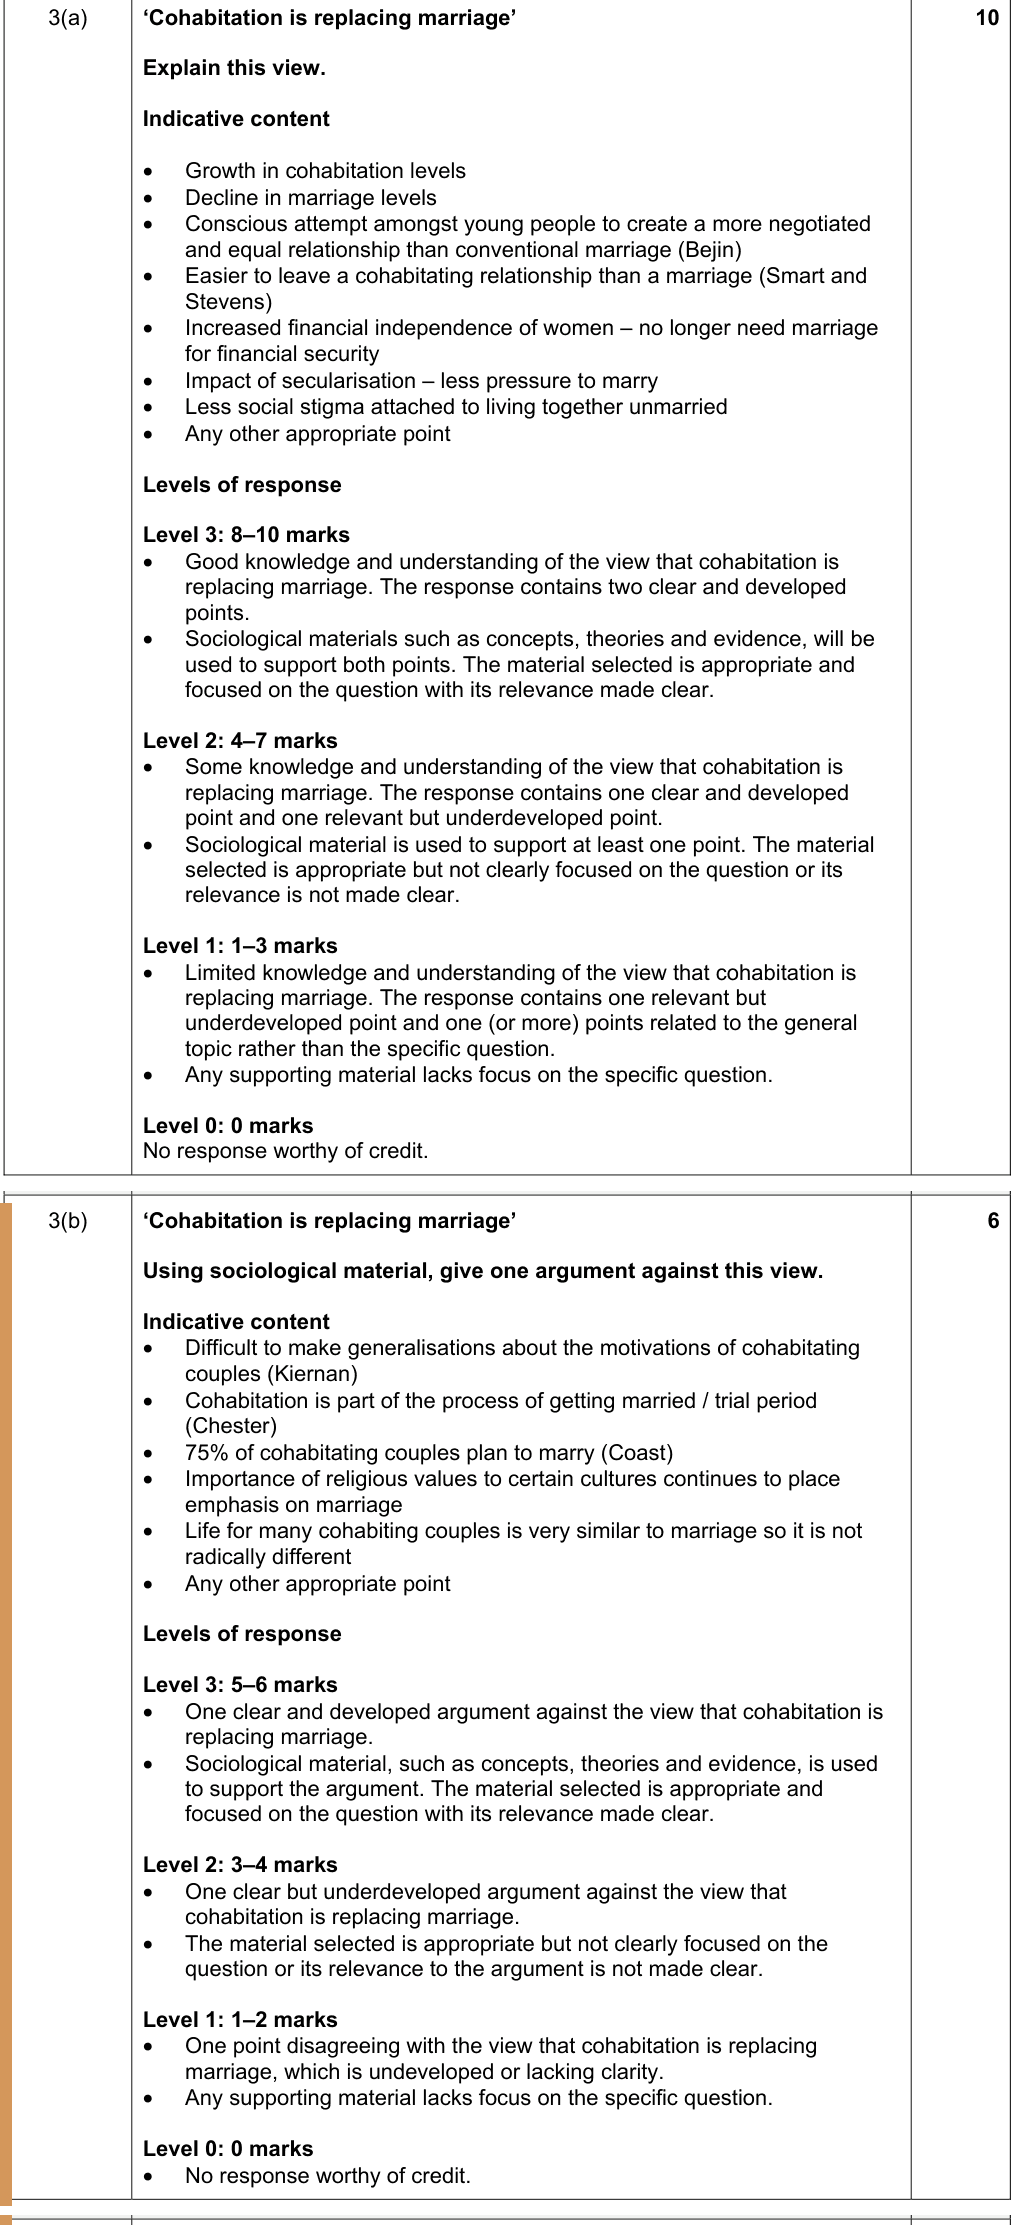 3(a) ‘Cohabitation is replacing marriage’ 10
Explain this view.
Indicative content
• Growth in cohabitation levels
• Decline in marriage levels
• Conscious attempt amongst young people to create a more negotiated
and equal relationship than conventional marriage (Bejin)
• Easier to leave a cohabitating relationship than a marriage (Smart and
Stevens)
• Increased financial independence of women – no longer need marriage
for financial security
• Impact of secularisation – less pressure to marry
• Less social stigma attached to living together unmarried
• Any other appropriate point
Levels of response
Level 3: 8–10 marks
• Good knowledge and understanding of the view that cohabitation is
replacing marriage. The response contains two clear and developed
points.
• Sociological materials such as concepts, theories and evidence, will be
used to support both points. The material selected is appropriate and
focused on the question with its relevance made clear.
Level 2: 4–7 marks
• Some knowledge and understanding of the view that cohabitation is
replacing marriage. The response contains one clear and developed
point and one relevant but underdeveloped point.
• Sociological material is used to support at least one point. The material
selected is appropriate but not clearly focused on the question or its
relevance is not made clear.
Level 1: 1–3 marks
• Limited knowledge and understanding of the view that cohabitation is
replacing marriage. The response contains one relevant but
underdeveloped point and one (or more) points related to the general
topic rather than the specific question.
• Any supporting material lacks focus on the specific question.
Level 0: 0 marks
No response worthy of credit.
3(b) ‘Cohabitation is replacing marriage’ 6
Using sociological material, give one argument against this view.
Indicative content
• Difficult to make generalisations about the motivations of cohabitating
couples (Kiernan)
• Cohabitation is part of the process of getting married / trial period
(Chester)
• 75% of cohabitating couples plan to marry (Coast)
• Importance of religious values to certain cultures continues to place
emphasis on marriage
• Life for many cohabiting couples is very similar to marriage so it is not
radically different
• Any other appropriate point
Levels of response
Level 3: 5–6 marks
• One clear and developed argument against the view that cohabitation is
replacing marriage.
• Sociological material, such as concepts, theories and evidence, is used
to support the argument. The material selected is appropriate and
focused on the question with its relevance made clear.
Level 2: 3–4 marks
• One clear but underdeveloped argument against the view that
cohabitation is replacing marriage.
• The material selected is appropriate but not clearly focused on the
question or its relevance to the argument is not made clear.
Level 1: 1–2 marks
• One point disagreeing with the view that cohabitation is replacing
marriage, which is undeveloped or lacking clarity.
• Any supporting material lacks focus on the specific question.
Level 0: 0 marks
• No response worthy of credit.